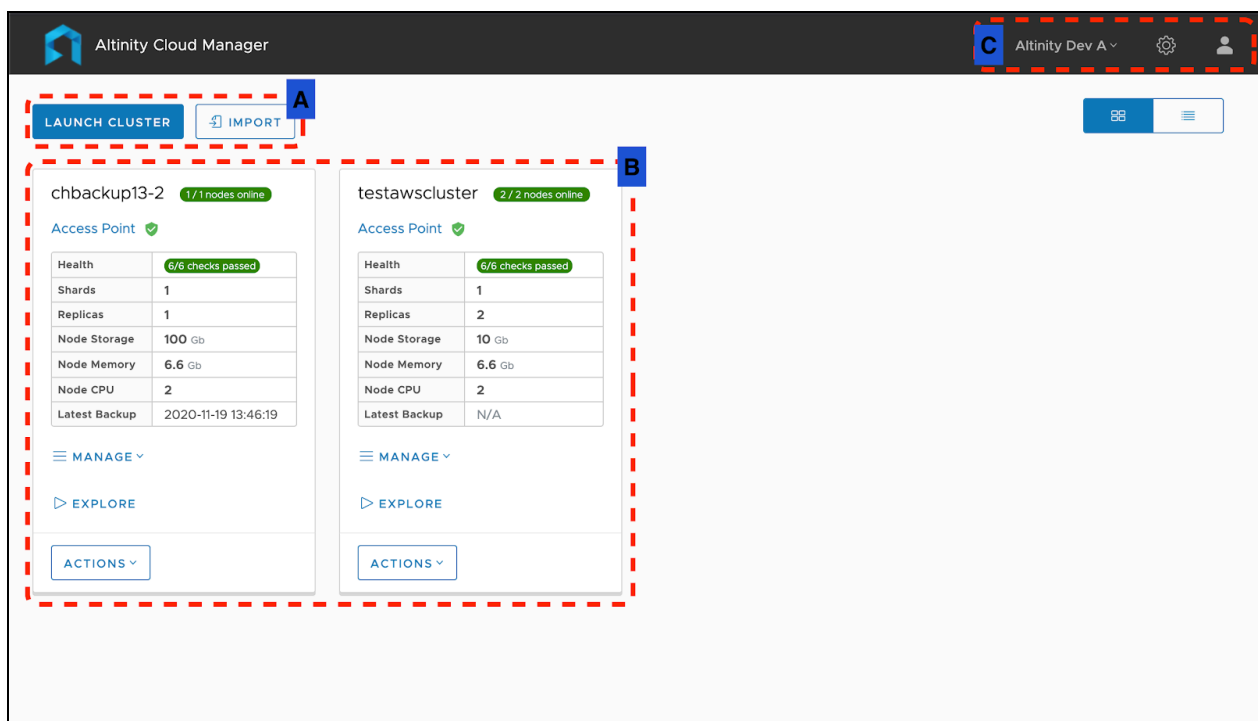 Altinity Cloud Manager
C Altinity Dev A
A
LAUNCH CLUSTER IMPORT
B
chbackup13-2 1/1 nodes online
Access Point
Health 6/6 checks passed
Shards 1
Replicas 1
Node Storage 100 Gb
Node Memory 6.6 Gb
Node CPU 2
Latest Backup 2020-11-19 13:46:19
MANAGE
EXPLORE
ACTIONS
testawscluster 2/2 nodes online
Access Point
Health 6/6 checks passed
Shards 1
Replicas 2
Node Storage 10 Gb
Node Memory 6.6 Gb
Node CPU 2
Latest Backup N/A
MANAGE
EXPLORE
ACTIONS